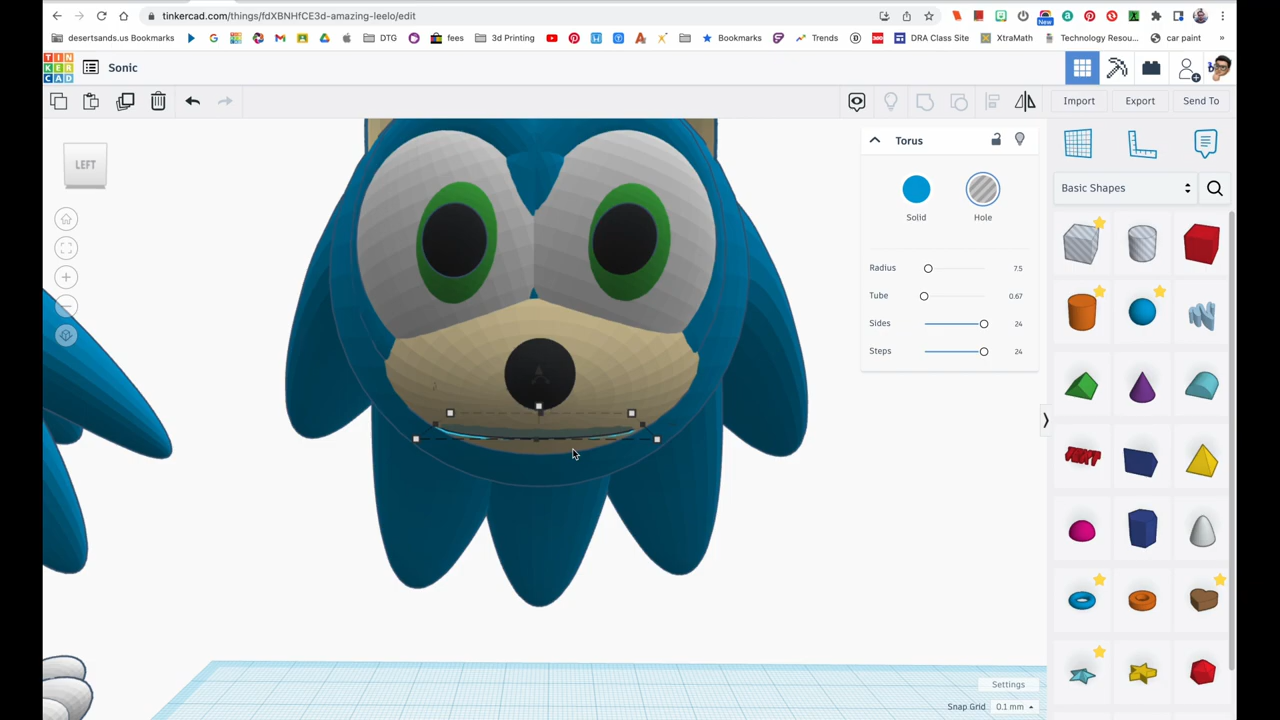 tinkercad.com/things/fdXBNHfCE3d-amazing-leelo/edit
New
desertsands.us Bookmarks
DTG
fees
3d Printing
Bookmarks
Trends
DRA Class Site
XtraMath
Technology Resou...
car paint
»
TIN
KER
CAD
Sonic
Import
Export
Send To
LEFT
Torus
Solid
Hole
Radius 7.5
Tube 0.67
Sides 24
Steps 24
Basic Shapes
TEXT
Settings
Snap Grid 0.1 mm